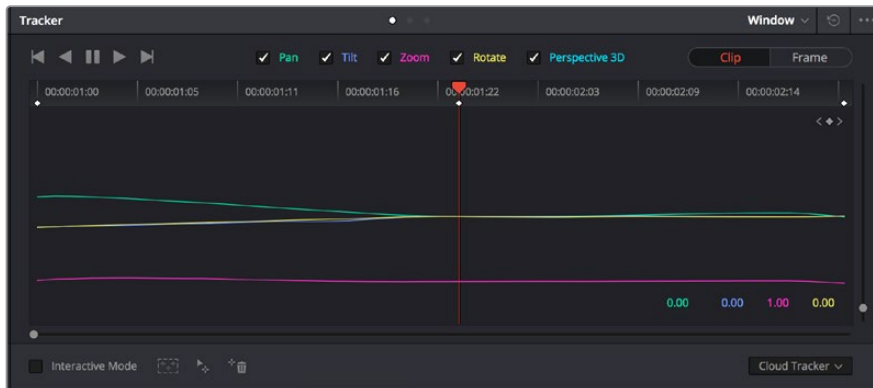 Tracker Window
Pan Tilt Zoom Rotate Perspective 3D Clip Frame
00:00:01:00 00:00:01:05 00:00:01:11 00:00:01:16 00:00:01:22 00:00:02:03 00:00:02:09 00:00:02:14
0.00 0.00 1.00 0.00
Interactive Mode Cloud Tracker